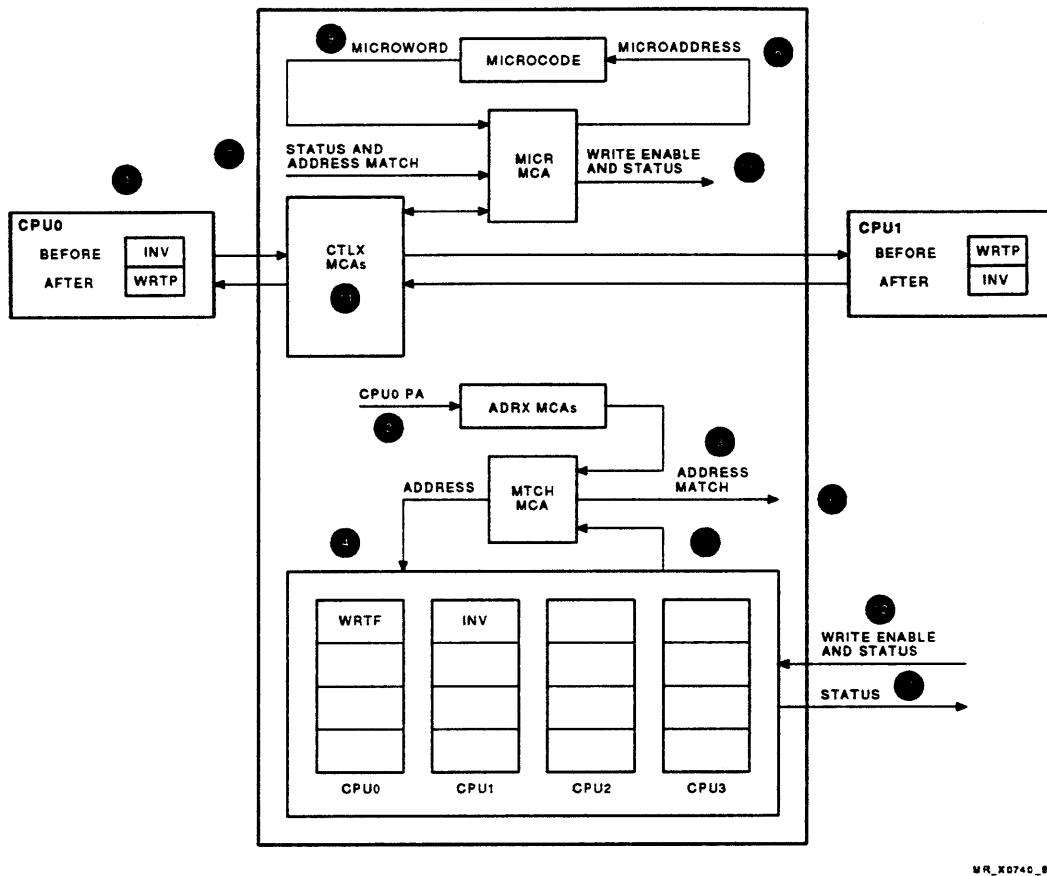 MICROWORD
MICROCODE
MICROADDRESS
STATUS AND
ADDRESS MATCH
MICR
MCA
WRITE ENABLE
AND STATUS
CPU0
BEFORE INV
AFTER WRTP
CTLX
MCAs
CPU1
BEFORE WRTP
AFTER INV
CPU0 PA
ADRX MCAs
ADDRESS
MTCH
MCA
ADDRESS
MATCH
WRTF INV
WRITE ENABLE
AND STATUS
STATUS
CPU0 CPU1 CPU2 CPU3